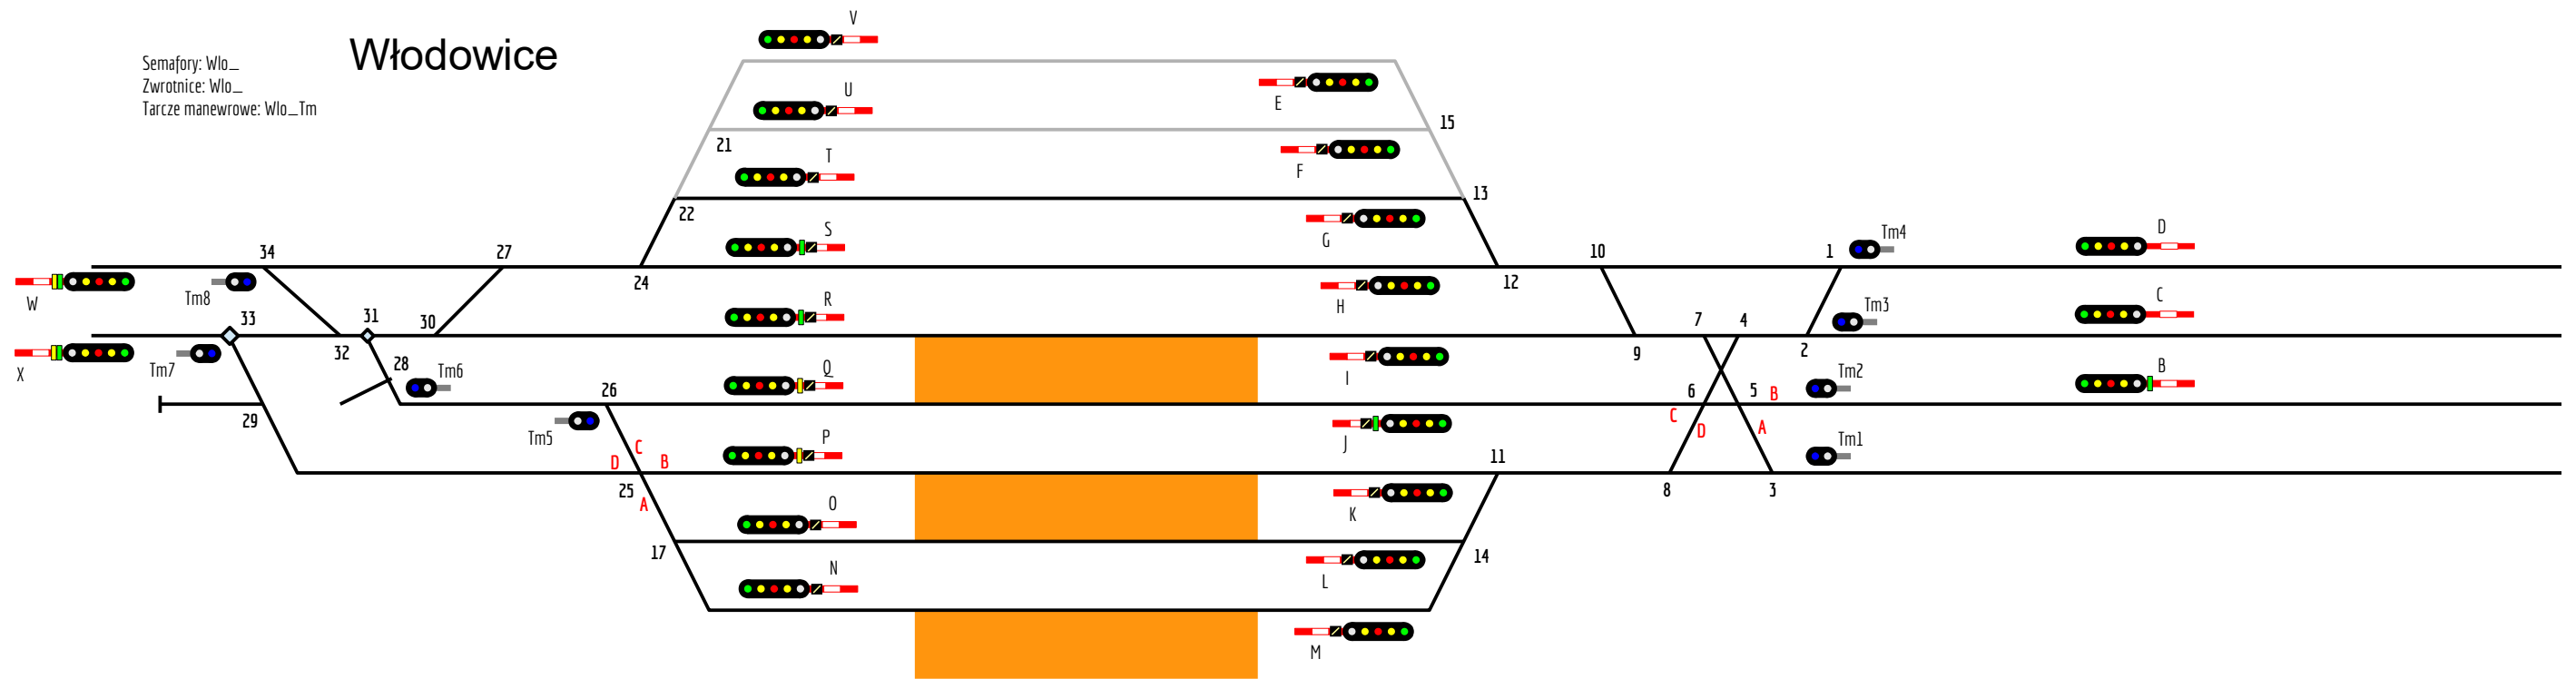 Włodowice
Semafory: Wlo_
Zwrotnice: Wlo_
Tarcze manewrowe: Wlo_Tm
V
U
E
15
21
T
F
22
13
S
G
34
27
24
12
10
1
Tm4
D
W
Tm8
R
H
Tm3
C
33
31
30
7
4
X
Tm7
32
28
Tm6
Q
I
9
2
Tm2
B
26
6
5
B
29
Tm5
C
D
B
P
J
C
D
A
Tm1
25
A
11
8
3
O
K
17
14
N
L
M